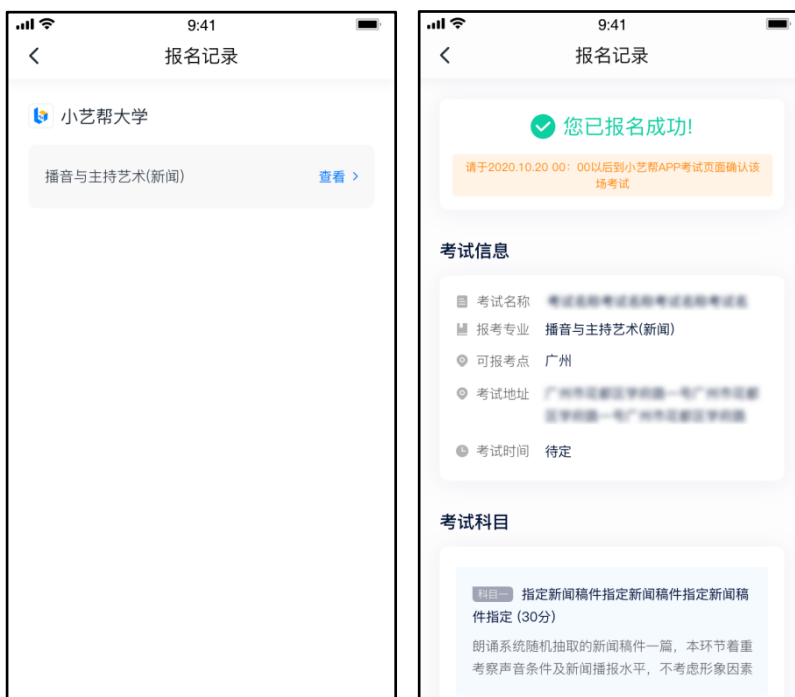 9:41
报名记录
小艺帮大学
播音与主持艺术(新闻)
查看
9:41
报名记录
您已报名成功!
请于2020.10.20 00：00以后到小艺帮APP考试页面确认该
场考试
考试信息
考试名称
报考专业 播音与主持艺术(新闻)
可报考点 广州
考试地址
考试时间 待定
考试科目
科目一 指定新闻稿件指定新闻稿件指定新闻稿
件指定 (30分)
朗诵系统随机抽取的新闻稿件一篇，本环节着重
考察声音条件及新闻播报水平，不考虑形象因素